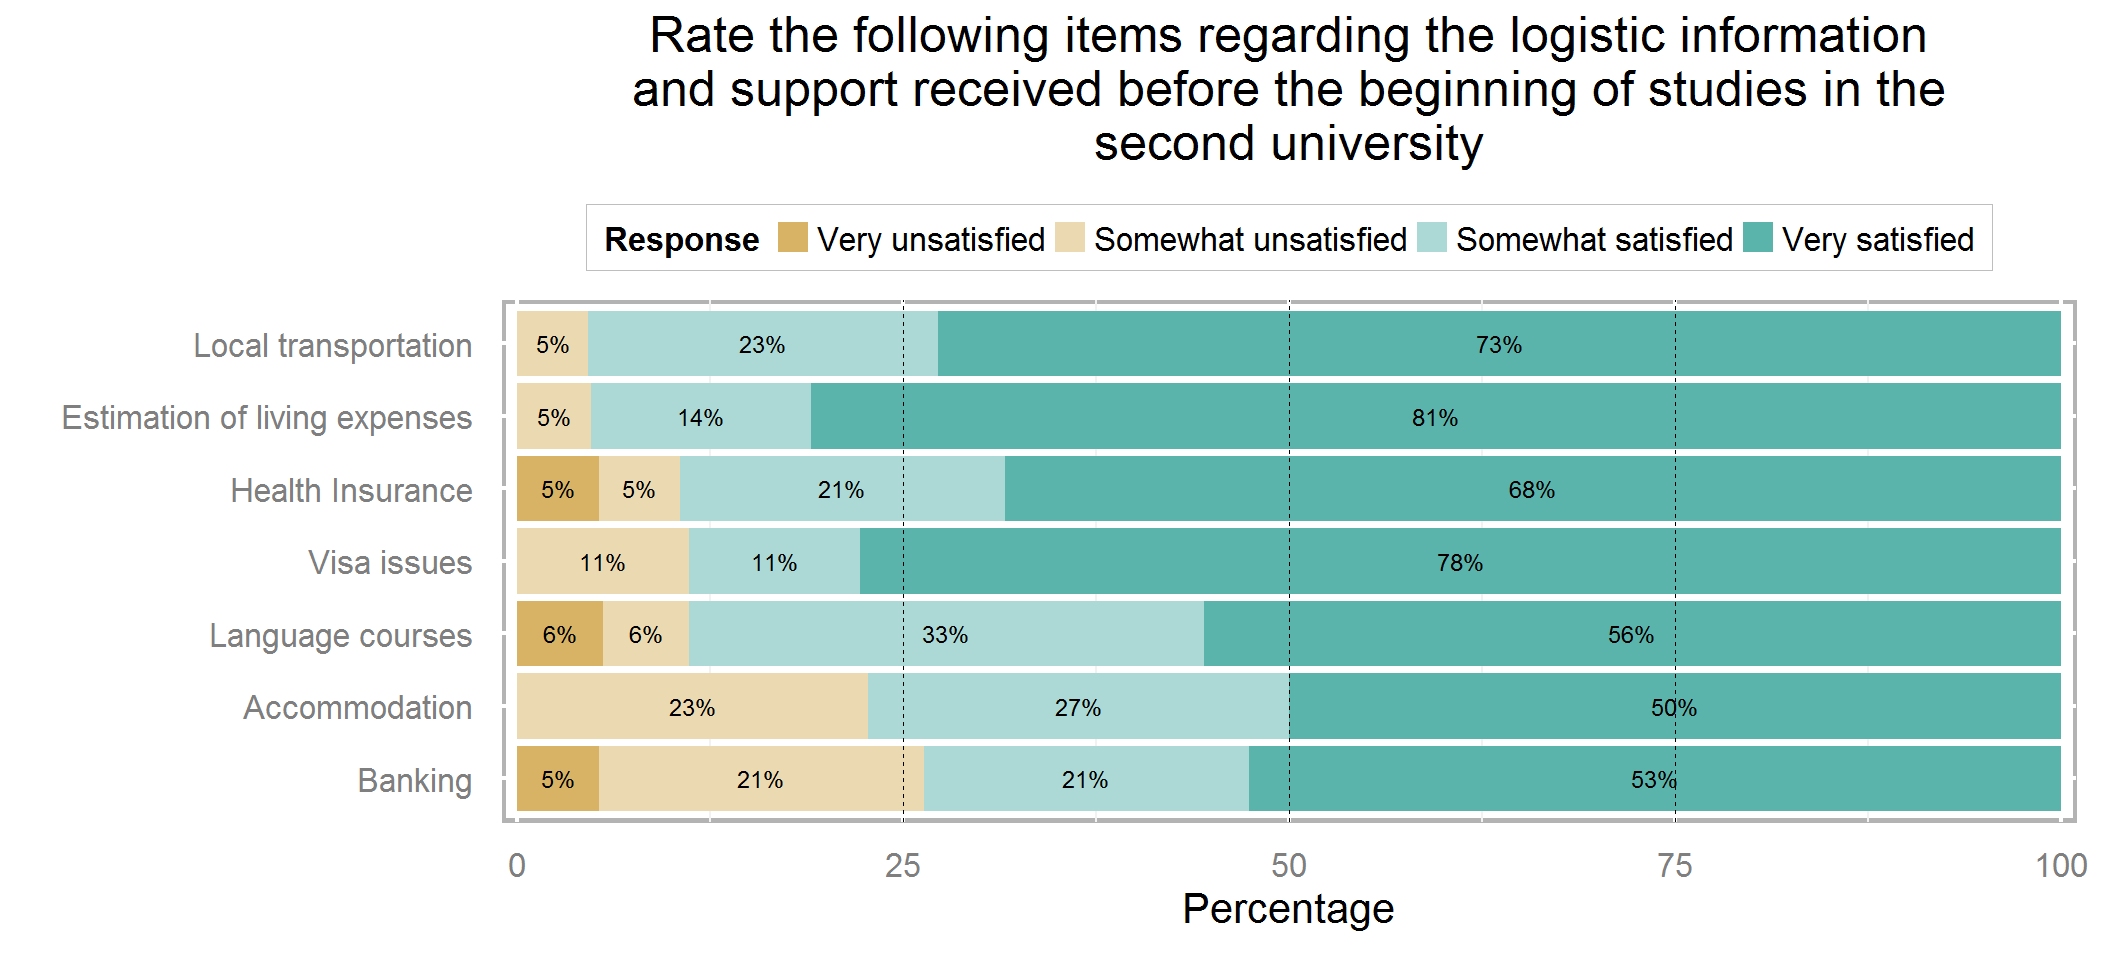 Rate the following items regarding the logistic information
and support received before the beginning of studies in the
second university
Response Very unsatisfied Somewhat unsatisfied Somewhat satisfied Very satisfied
Local transportation 5% 23% 73%
Estimation of living expenses 5% 14% 81%
Health Insurance 5% 5% 21% 68%
Visa issues 11% 11% 78%
Language courses 6% 6% 33% 56%
Accommodation 23% 27% 50%
Banking 5% 21% 21% 53%
0 25 50 75 100
Percentage